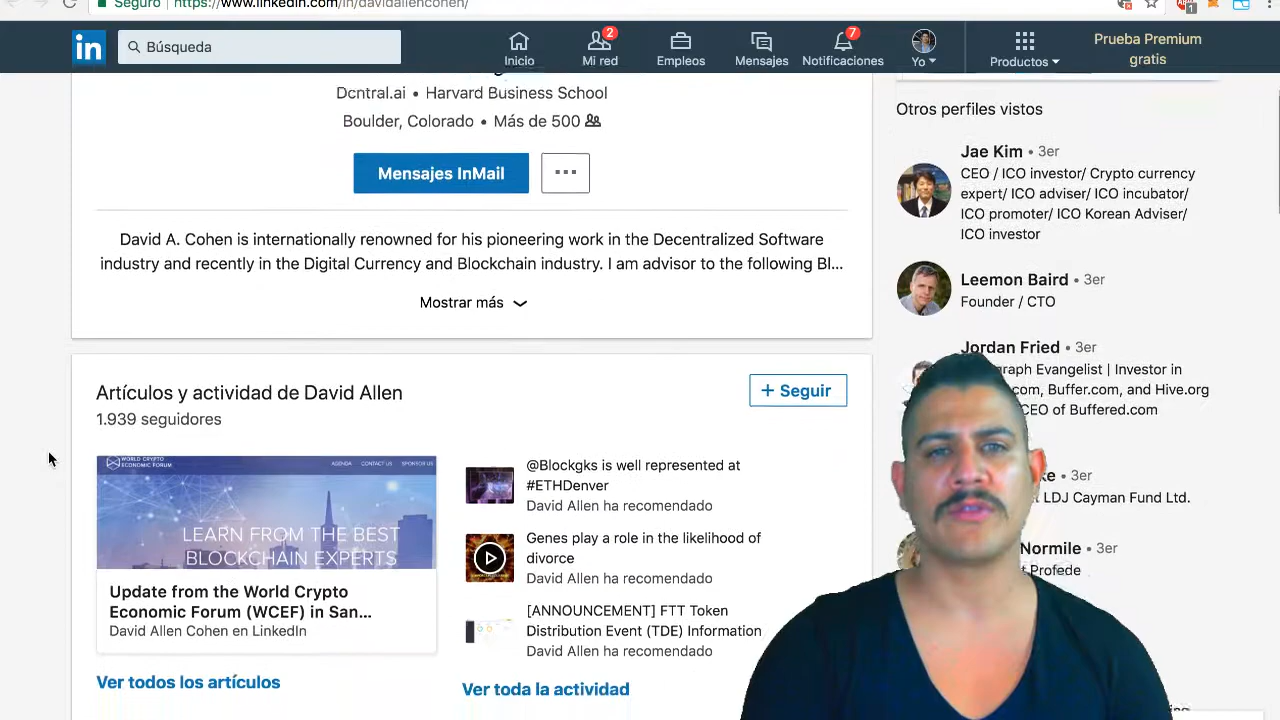 Seguro
https://www.linkedin.com/in/davidallencohen/
in
Búsqueda
Inicio
2
Mi red
Empleos
Mensajes
7
Notificaciones
Yo
Productos
Prueba Premium
gratis
1
Dcntral.ai • Harvard Business School
Boulder, Colorado • Más de 500
Mensajes InMail
David A. Cohen is internationally renowned for his pioneering work in the Decentralized Software
industry and recently in the Digital Currency and Blockchain industry. I am advisor to the following Bl...
Mostrar más
Artículos y actividad de David Allen
1.939 seguidores
+ Seguir
WORLD CRYPTO
ECONOMIC FORUM
AGENDA
CONTACT US
SPONSOR US
LEARN FROM THE BEST
BLOCKCHAIN EXPERTS
Update from the World Crypto
Economic Forum (WCEF) in San...
David Allen Cohen en LinkedIn
Ver todos los artículos
@Blockgks is well represented at
#ETHDenver
David Allen ha recomendado
Genes play a role in the likelihood of
divorce
David Allen ha recomendado
[ANNOUNCEMENT] FTT Token
Distribution Event (TDE) Information
David Allen ha recomendado
Ver toda la actividad
Otros perfiles vistos
Jae Kim • 3er
CEO / ICO investor/ Crypto currency
expert/ ICO adviser/ ICO incubator/
ICO promoter/ ICO Korean Adviser/
ICO investor
Leemon Baird • 3er
Founder / CTO
Jordan Fried • 3er
Evangelist | Investor in
Buffer.com, and Hive.org
CEO of Buffered.com
• 3er
LDJ Cayman Fund Ltd.
Normile • 3er
Profede